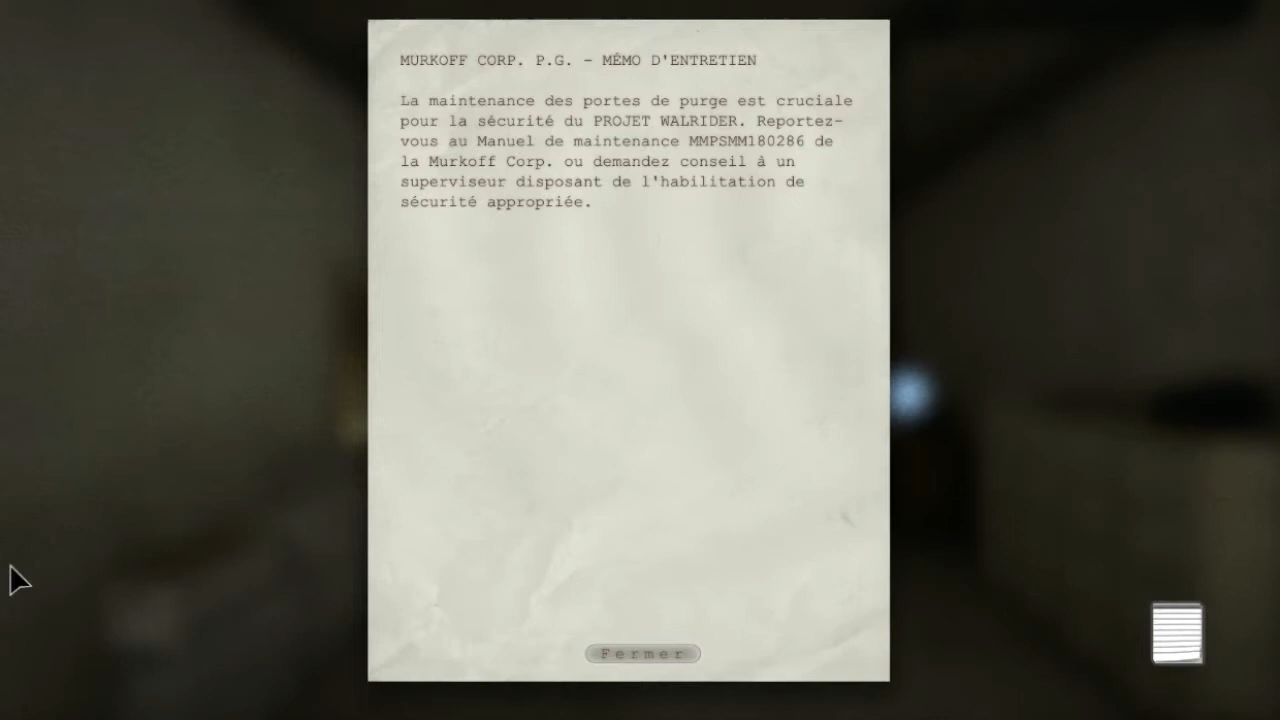 MURKOFF CORP. P.G. - MÉMO D'ENTRETIEN
La maintenance des portes de purge est cruciale
pour la sécurité du PROJET WALRIDER. Reportez-
vous au Manuel de maintenance MMPSMM180286 de
la Murkoff Corp. ou demandez conseil à un
superviseur disposant de l'habilitation de
sécurité appropriée.
Fermer